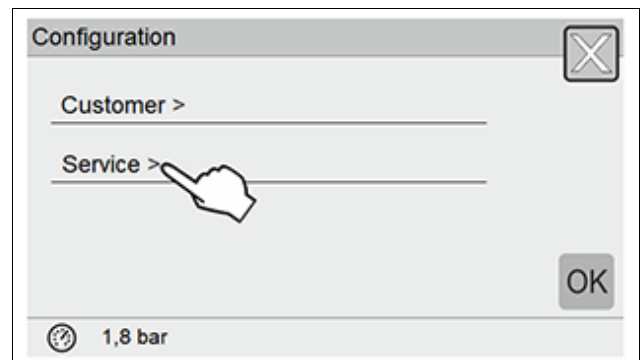 Configuration
Customer >
Service >
OK
1,8 bar